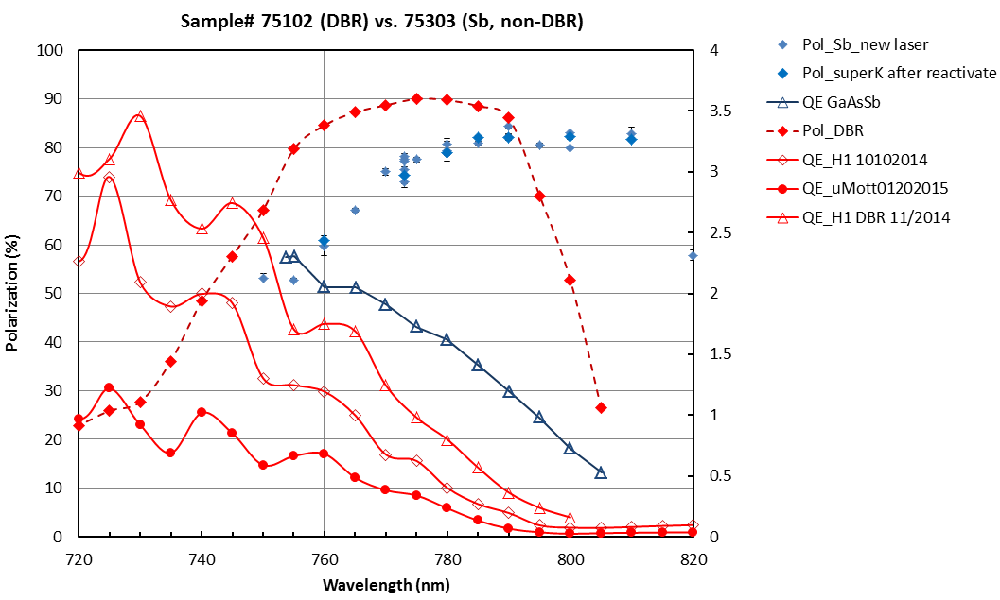 Sample# 75102 (DBR) vs. 75303 (Sb, non-DBR)
100
90
80
70
60
50
40
30
20
10
0
Polarization (%)
4
3.5
3
2.5
2
1.5
1
0.5
0
720
740
760
780
800
820
Wavelength (nm)
Pol_Sb_new laser
Pol_superK after reactivate
QE GaAsSb
Pol_DBR
QE_H1 10102014
QE_uMott01202015
QE_H1 DBR 11/2014